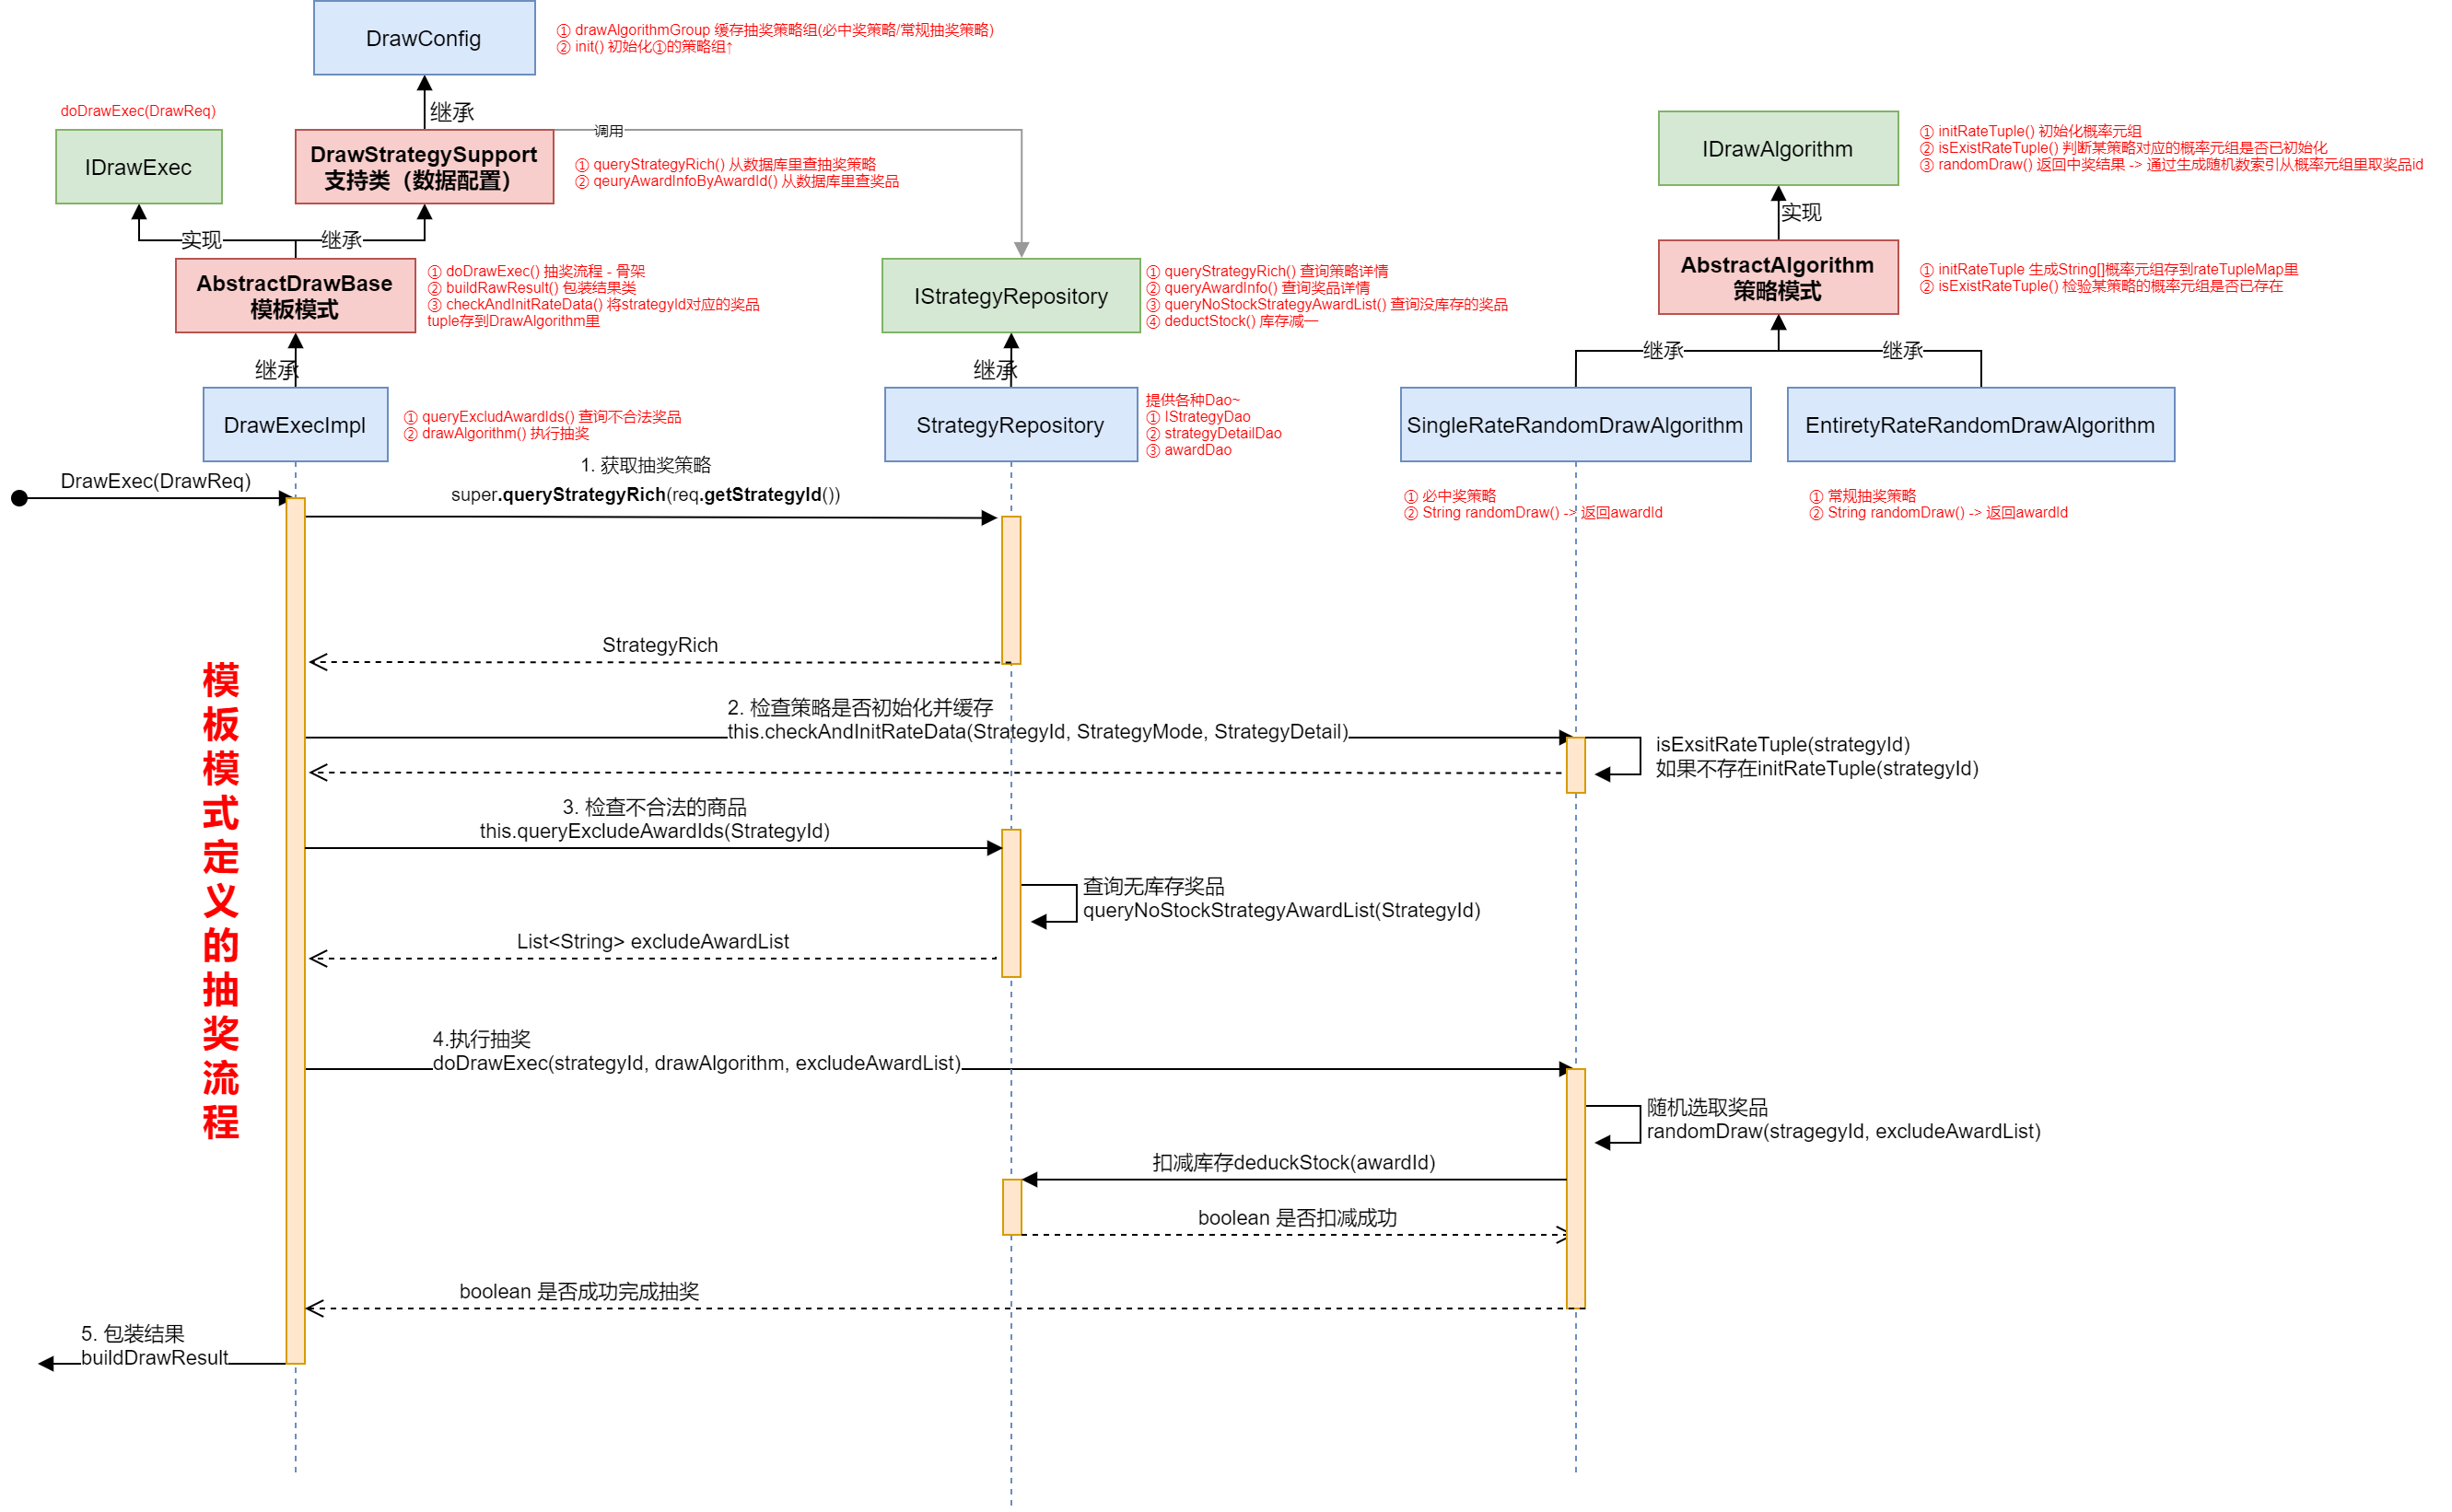 DrawConfig
① drawAlgorithmGroup 缓存抽奖策略组(必中奖策略/常规抽奖策略)
② init() 初始化①的策略组↑
继承
doDrawExec(DrawReq)
IDrawExec
DrawStrategySupport
支持类（数据配置）
调用
① queryStrategyRich() 从数据库里查抽奖策略
② qeuryAwardInfoByAwardId() 从数据库里查奖品
IDrawAlgorithm
① initRateTuple() 初始化概率元组
② isExistRateTuple() 判断某策略对应的概率元组是否已初始化
③ randomDraw() 返回中奖结果 -> 通过生成随机数索引从概率元组里取奖品id
实现
继承
实现
AbstractDrawBase
模板模式
① doDrawExec() 抽奖流程 - 骨架
② buildRawResult() 包装结果类
③ checkAndInitRateData() 将strategyId对应的奖品
tuple存到DrawAlgorithm里
IStrategyRepository
① queryStrategyRich() 查询策略详情
② queryAwardInfo() 查询奖品详情
③ queryNoStockStrategyAwardList() 查询没库存的奖品
④ deductStock() 库存减一
AbstractAlgorithm
策略模式
① initRateTuple 生成String[]概率元组存到rateTupleMap里
② isExistRateTuple() 检验某策略的概率元组是否已存在
继承
继承
继承
继承
DrawExecImpl
① queryExcludAwardIds() 查询不合法奖品
② drawAlgorithm() 执行抽奖
StrategyRepository
提供各种Dao~
① IStrategyDao
② strategyDetailDao
③ awardDao
SingleRateRandomDrawAlgorithm
EntiretyRateRandomDrawAlgorithm
DrawExec(DrawReq)
1. 获取抽奖策略
super.queryStrategyRich(req.getStrategyId())
① 必中奖策略
② String randomDraw() -> 返回awardId
① 常规抽奖策略
② String randomDraw() -> 返回awardId
StrategyRich
模板模式定义的抽奖流程
2. 检查策略是否初始化并缓存
this.checkAndInitRateData(StrategyId, StrategyMode, StrategyDetail)
isExsitRateTuple(strategyId)
如果不存在initRateTuple(strategyId)
3. 检查不合法的商品
this.queryExcludeAwardIds(StrategyId)
查询无库存奖品
queryNoStockStrategyAwardList(StrategyId)
List<String> excludeAwardList
4.执行抽奖
doDrawExec(strategyId, drawAlgorithm, excludeAwardList)
随机选取奖品
randomDraw(stragegyId, excludeAwardList)
扣减库存deduckStock(awardId)
boolean 是否扣减成功
boolean 是否成功完成抽奖
5. 包装结果
buildDrawResult